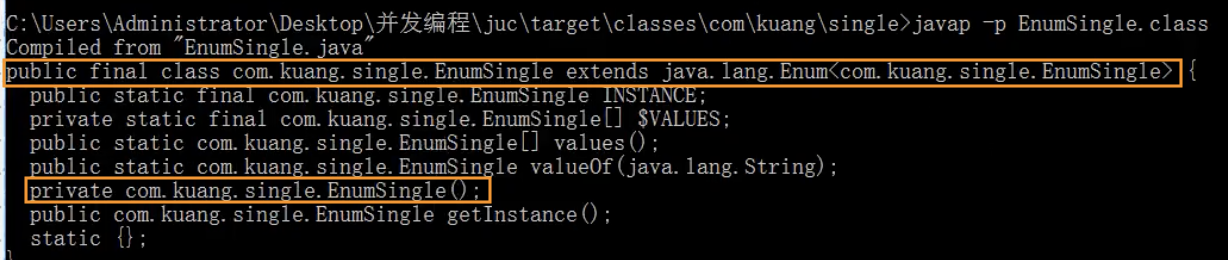 C:\Users\Administrator\Desktop\并发编程\juc\target\classes\com\kuang\single>javap -p EnumSingle.class
Compiled from "EnumSingle.java"
public final class com.kuang.single.EnumSingle extends java.lang.Enum<com.kuang.single.EnumSingle> {
public static final com.kuang.single.EnumSingle INSTANCE;
private static final com.kuang.single.EnumSingle[] $VALUES;
public static com.kuang.single.EnumSingle[] values();
public static com.kuang.single.EnumSingle valueOf(java.lang.String);
private com.kuang.single.EnumSingle();
public com.kuang.single.EnumSingle getInstance();
static {};